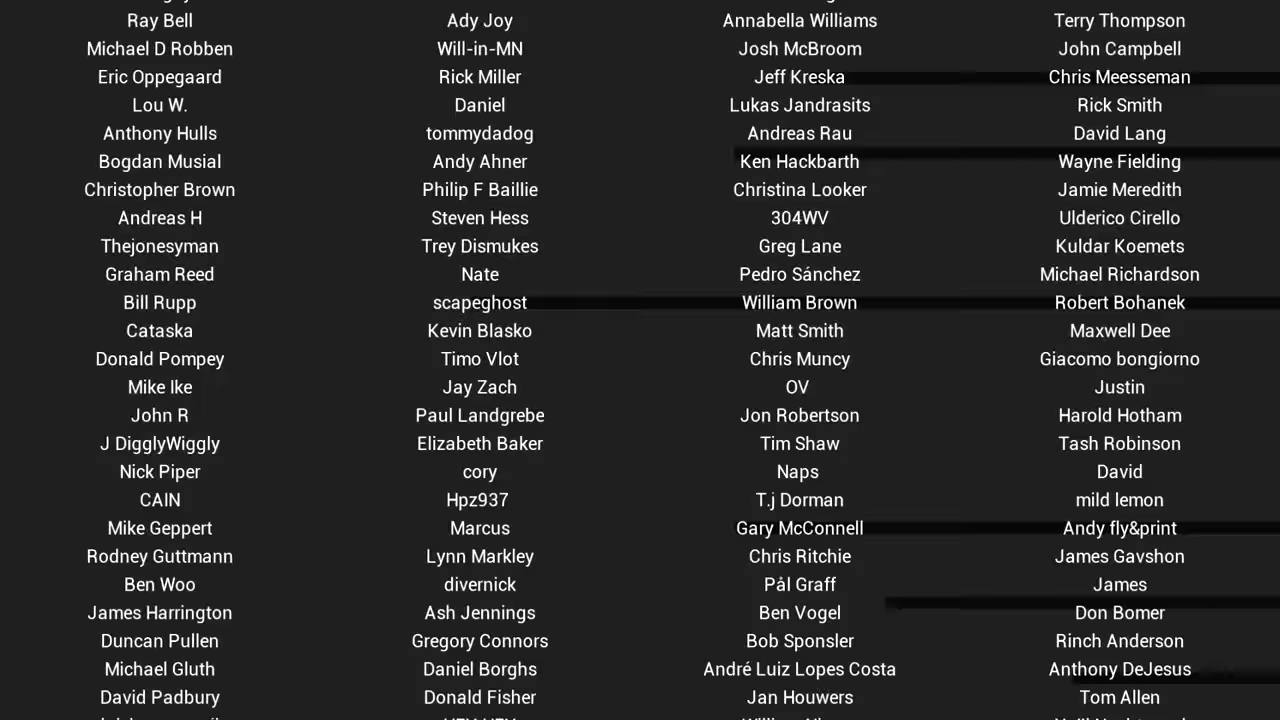 Ray Bell Ady Joy Annabella Williams Terry Thompson
Michael D Robben Will-in-MN Josh McBroom John Campbell
Eric Oppegaard Rick Miller Jeff Kreska Chris Meesseman
Lou W. Daniel Lukas Jandrasits Rick Smith
Anthony Hulls tommydadog Andreas Rau David Lang
Bogdan Musial Andy Ahner Ken Hackbarth Wayne Fielding
Christopher Brown Philip F Baillie Christina Looker Jamie Meredith
Andreas H Steven Hess 304WV Ulderico Cirello
Thejonesyman Trey Dismukes Greg Lane Kuldar Koemets
Graham Reed Nate Pedro Sánchez Michael Richardson
Bill Rupp scapeghost William Brown Robert Bohanek
Cataska Kevin Blasko Matt Smith Maxwell Dee
Donald Pompey Timo Vlot Chris Muncy Giacomo bongiorno
Mike Ike Jay Zach OV Justin
John R Paul Landgrebe Jon Robertson Harold Hotham
J DigglyWiggly Elizabeth Baker Tim Shaw Tash Robinson
Nick Piper cory Naps David
CAIN Hpz937 T.j Dorman mild lemon
Mike Geppert Marcus Gary McConnell Andy fly&print
Rodney Guttmann Lynn Markley Chris Ritchie James Gavshon
Ben Woo divernick Pål Graff James
James Harrington Ash Jennings Ben Vogel Don Bomer
Duncan Pullen Gregory Connors Bob Sponsler Rinch Anderson
Michael Gluth Daniel Borghs André Luiz Lopes Costa Anthony DeJesus
David Padbury Donald Fisher Jan Houwers Tom Allen